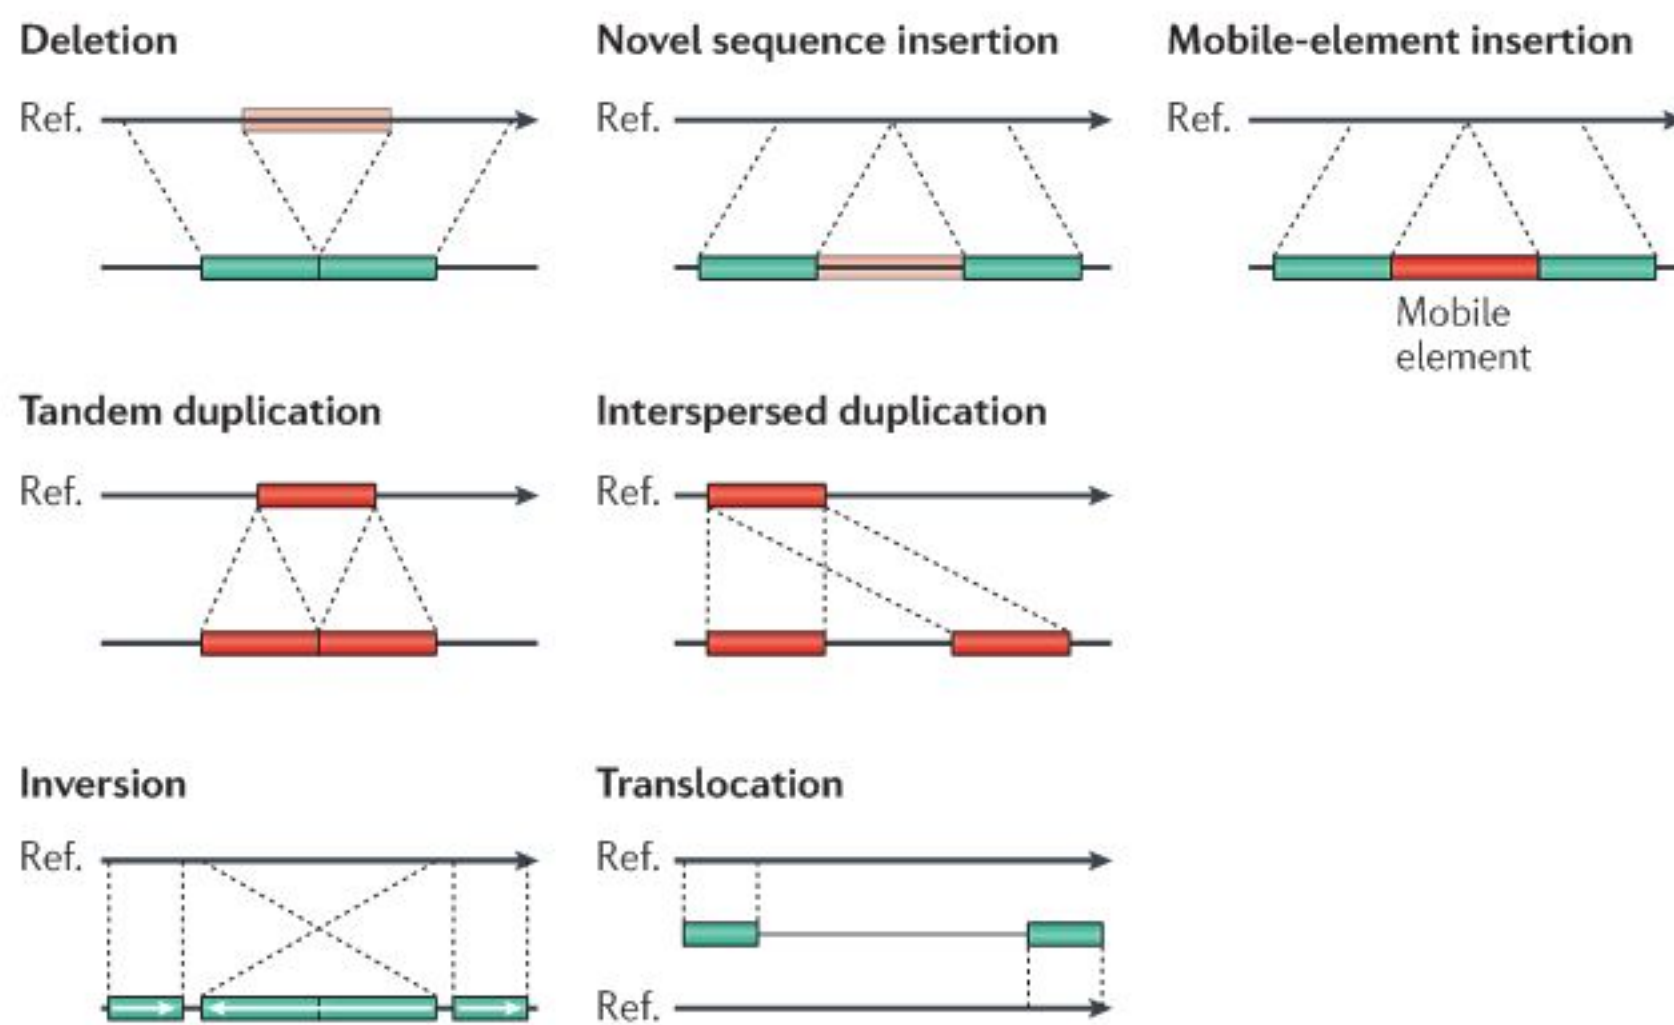 Deletion
Ref.
Novel sequence insertion
Ref.
Mobile-element insertion
Ref.
Mobile
element
Tandem duplication
Ref.
Interspersed duplication
Ref.
Inversion
Ref.
Translocation
Ref.
Ref.